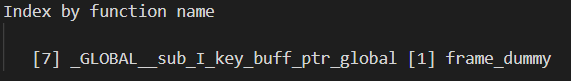 Index by function name
[7] _GLOBAL__sub_I_key_buff_ptr_global [1] frame_dummy